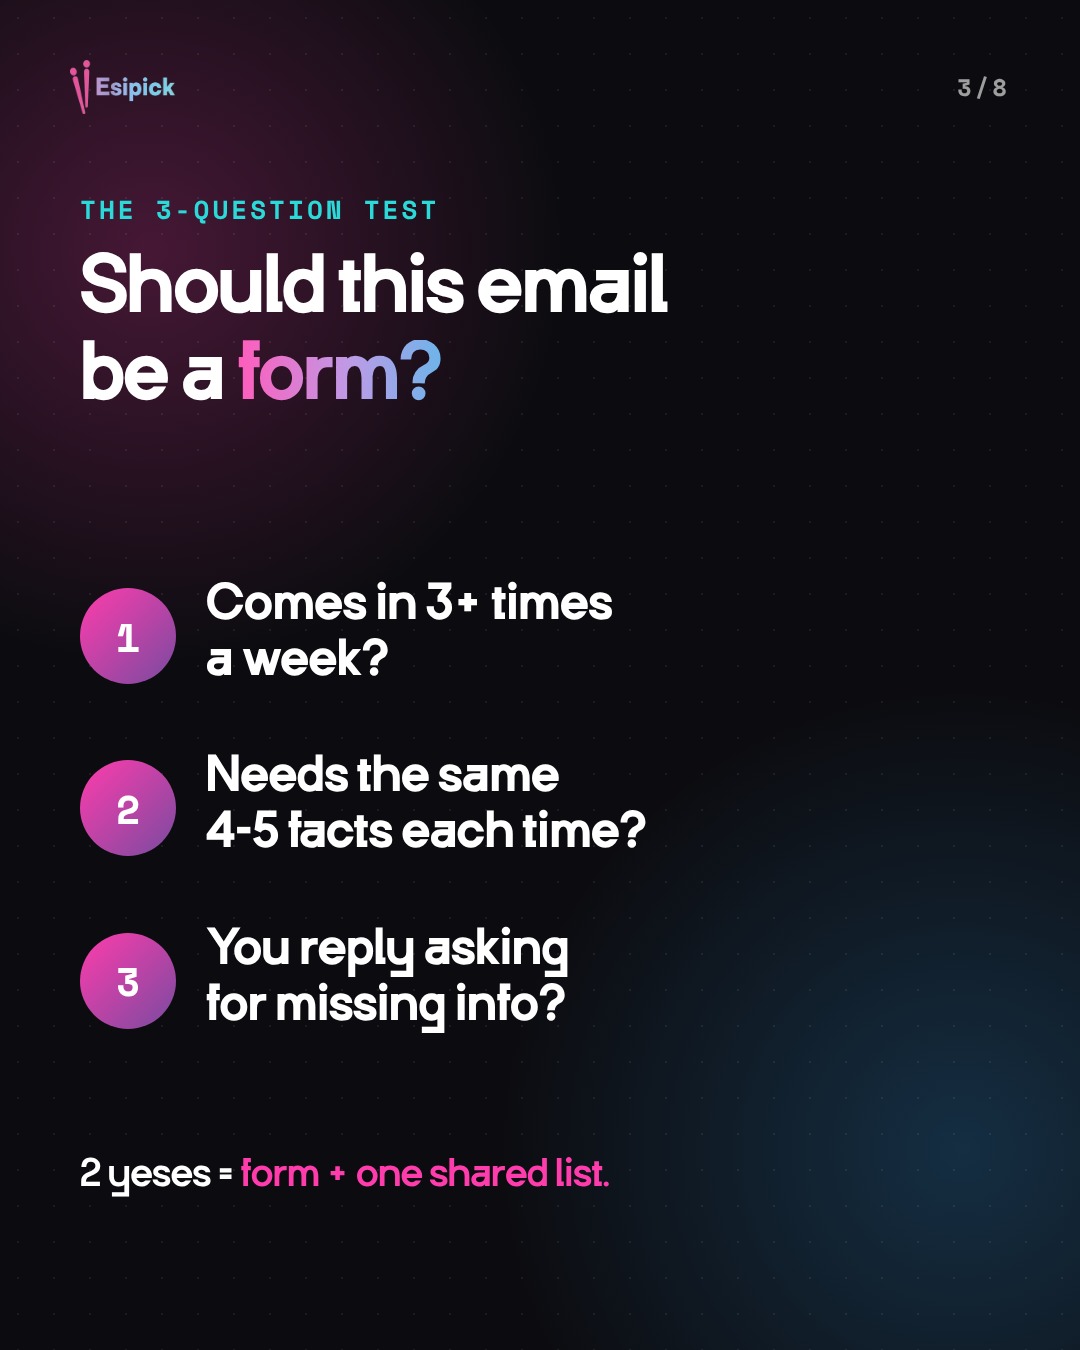 Esipick
3 / 8
THE 3-QUESTION TEST
Should this email
be a form?
1
Comes in 3+ times
a week?
2
Needs the same
4-5 facts each time?
3
You reply asking
for missing info?
2 yeses = form + one shared list.